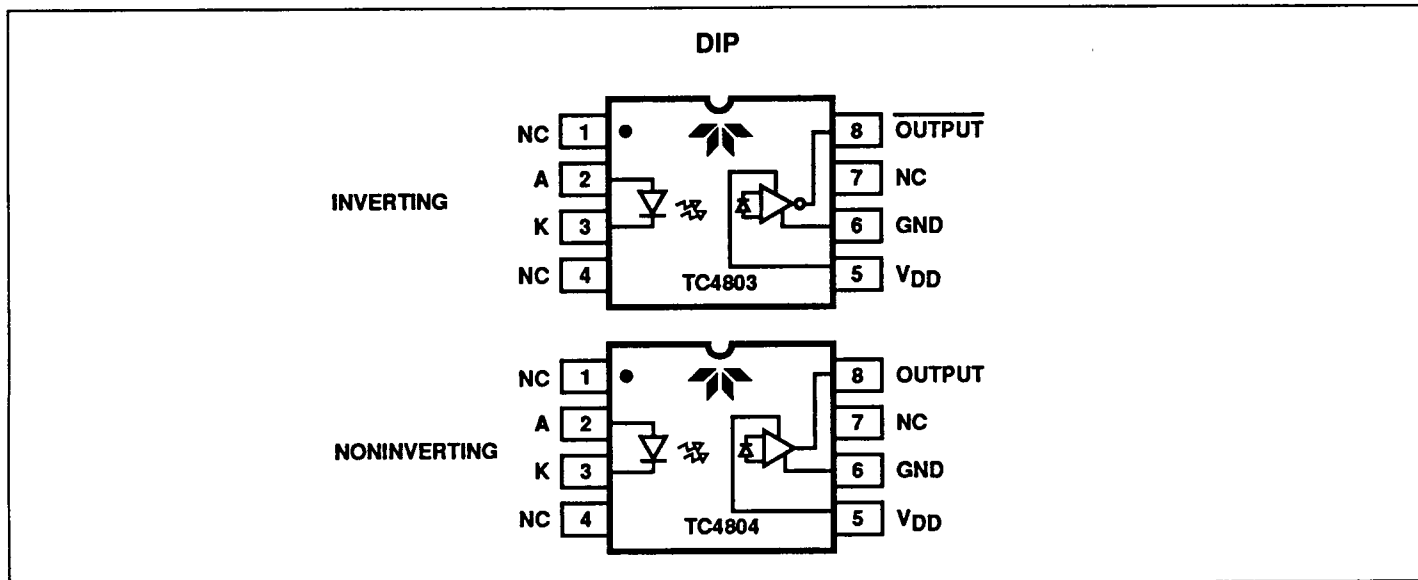 DIP
INVERTING
NC 1
A 2
K 3
NC 4
8 OUTPUT
7 NC
6 GND
5 VDD
TC4803
NONINVERTING
NC 1
A 2
K 3
NC 4
8 OUTPUT
7 NC
6 GND
5 VDD
TC4804